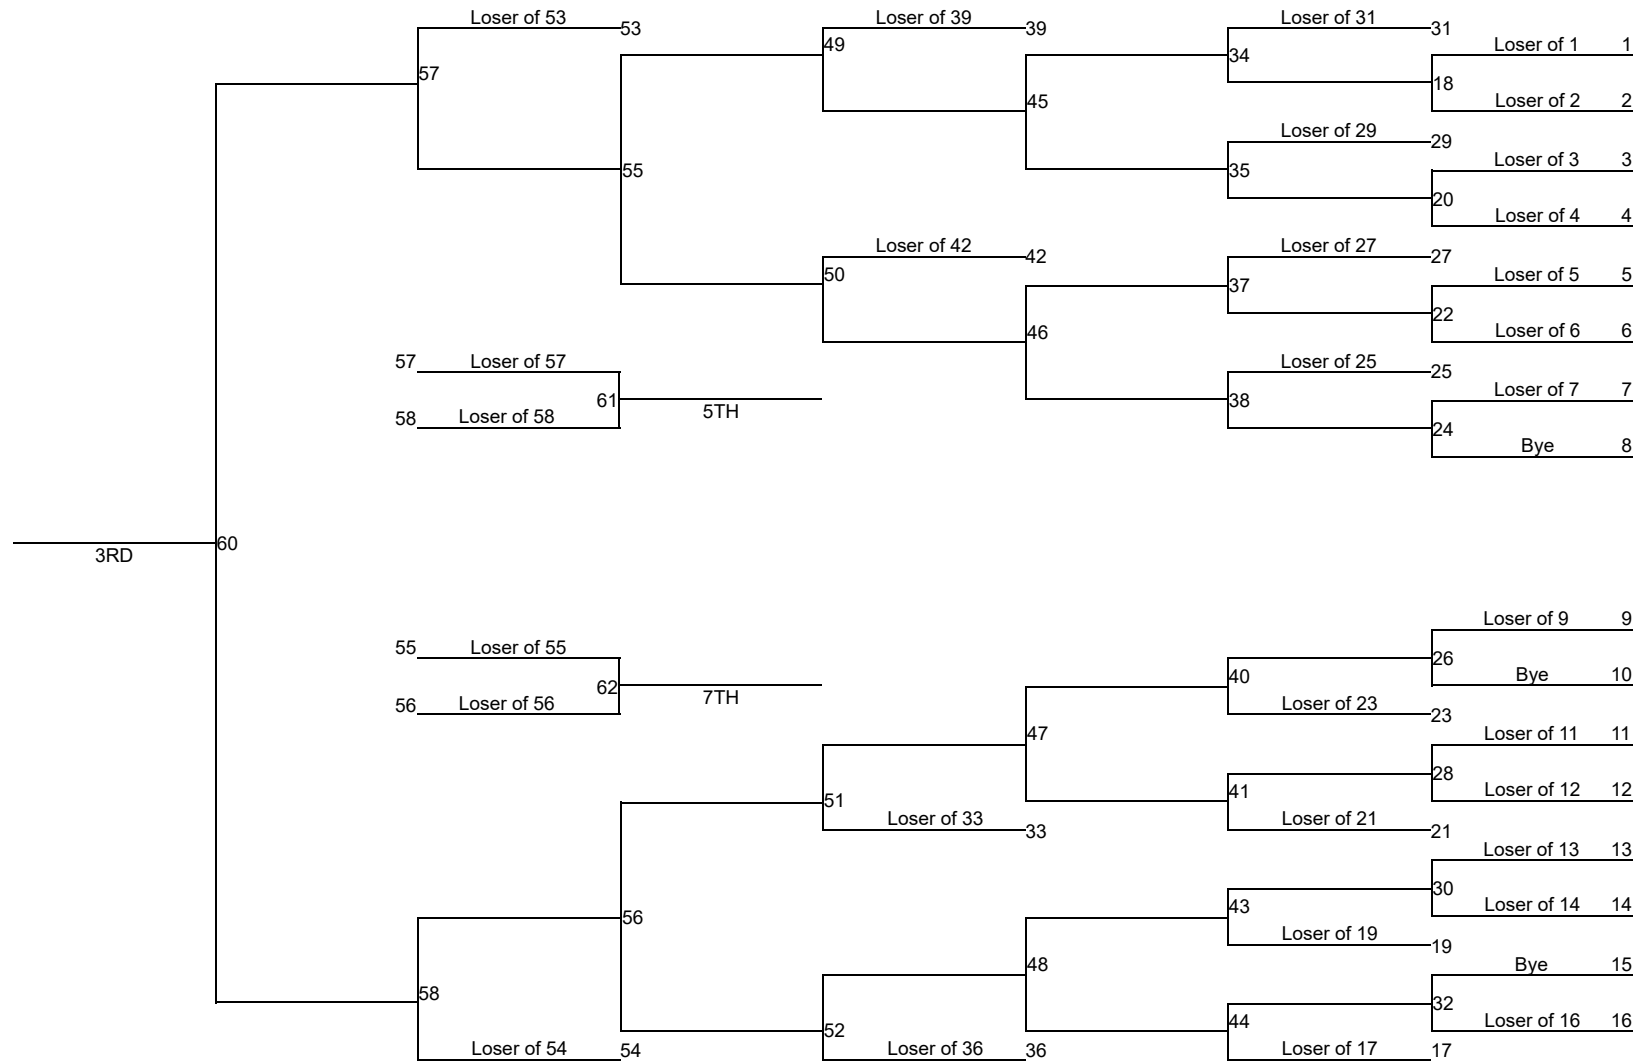 Loser of 53 53 Loser of 39 39 Loser of 31 31
49 Loser of 1 1
34
57 18
45 Loser of 2 2
Loser of 29 29
Loser of 3 3
55 35
20
Loser of 4 4
Loser of 42 42 Loser of 27 27
50 Loser of 5 5
37
22
46 Loser of 6 6
57 Loser of 57 Loser of 25 25
Loser of 7 7
61 5TH 38
58 Loser of 58
24
Bye 8
60
3RD
Loser of 9 9
55 Loser of 55
26
62 7TH 40 Bye 10
56 Loser of 56 Loser of 23 23
47 Loser of 11 11
28
51 41 Loser of 12 12
Loser of 33 33 Loser of 21 21
Loser of 13 13
30
56 43 Loser of 14 14
Loser of 19 19
48 Bye 15
58
32
52 44 Loser of 16 16
Loser of 54 54 Loser of 36 36 Loser of 17 17